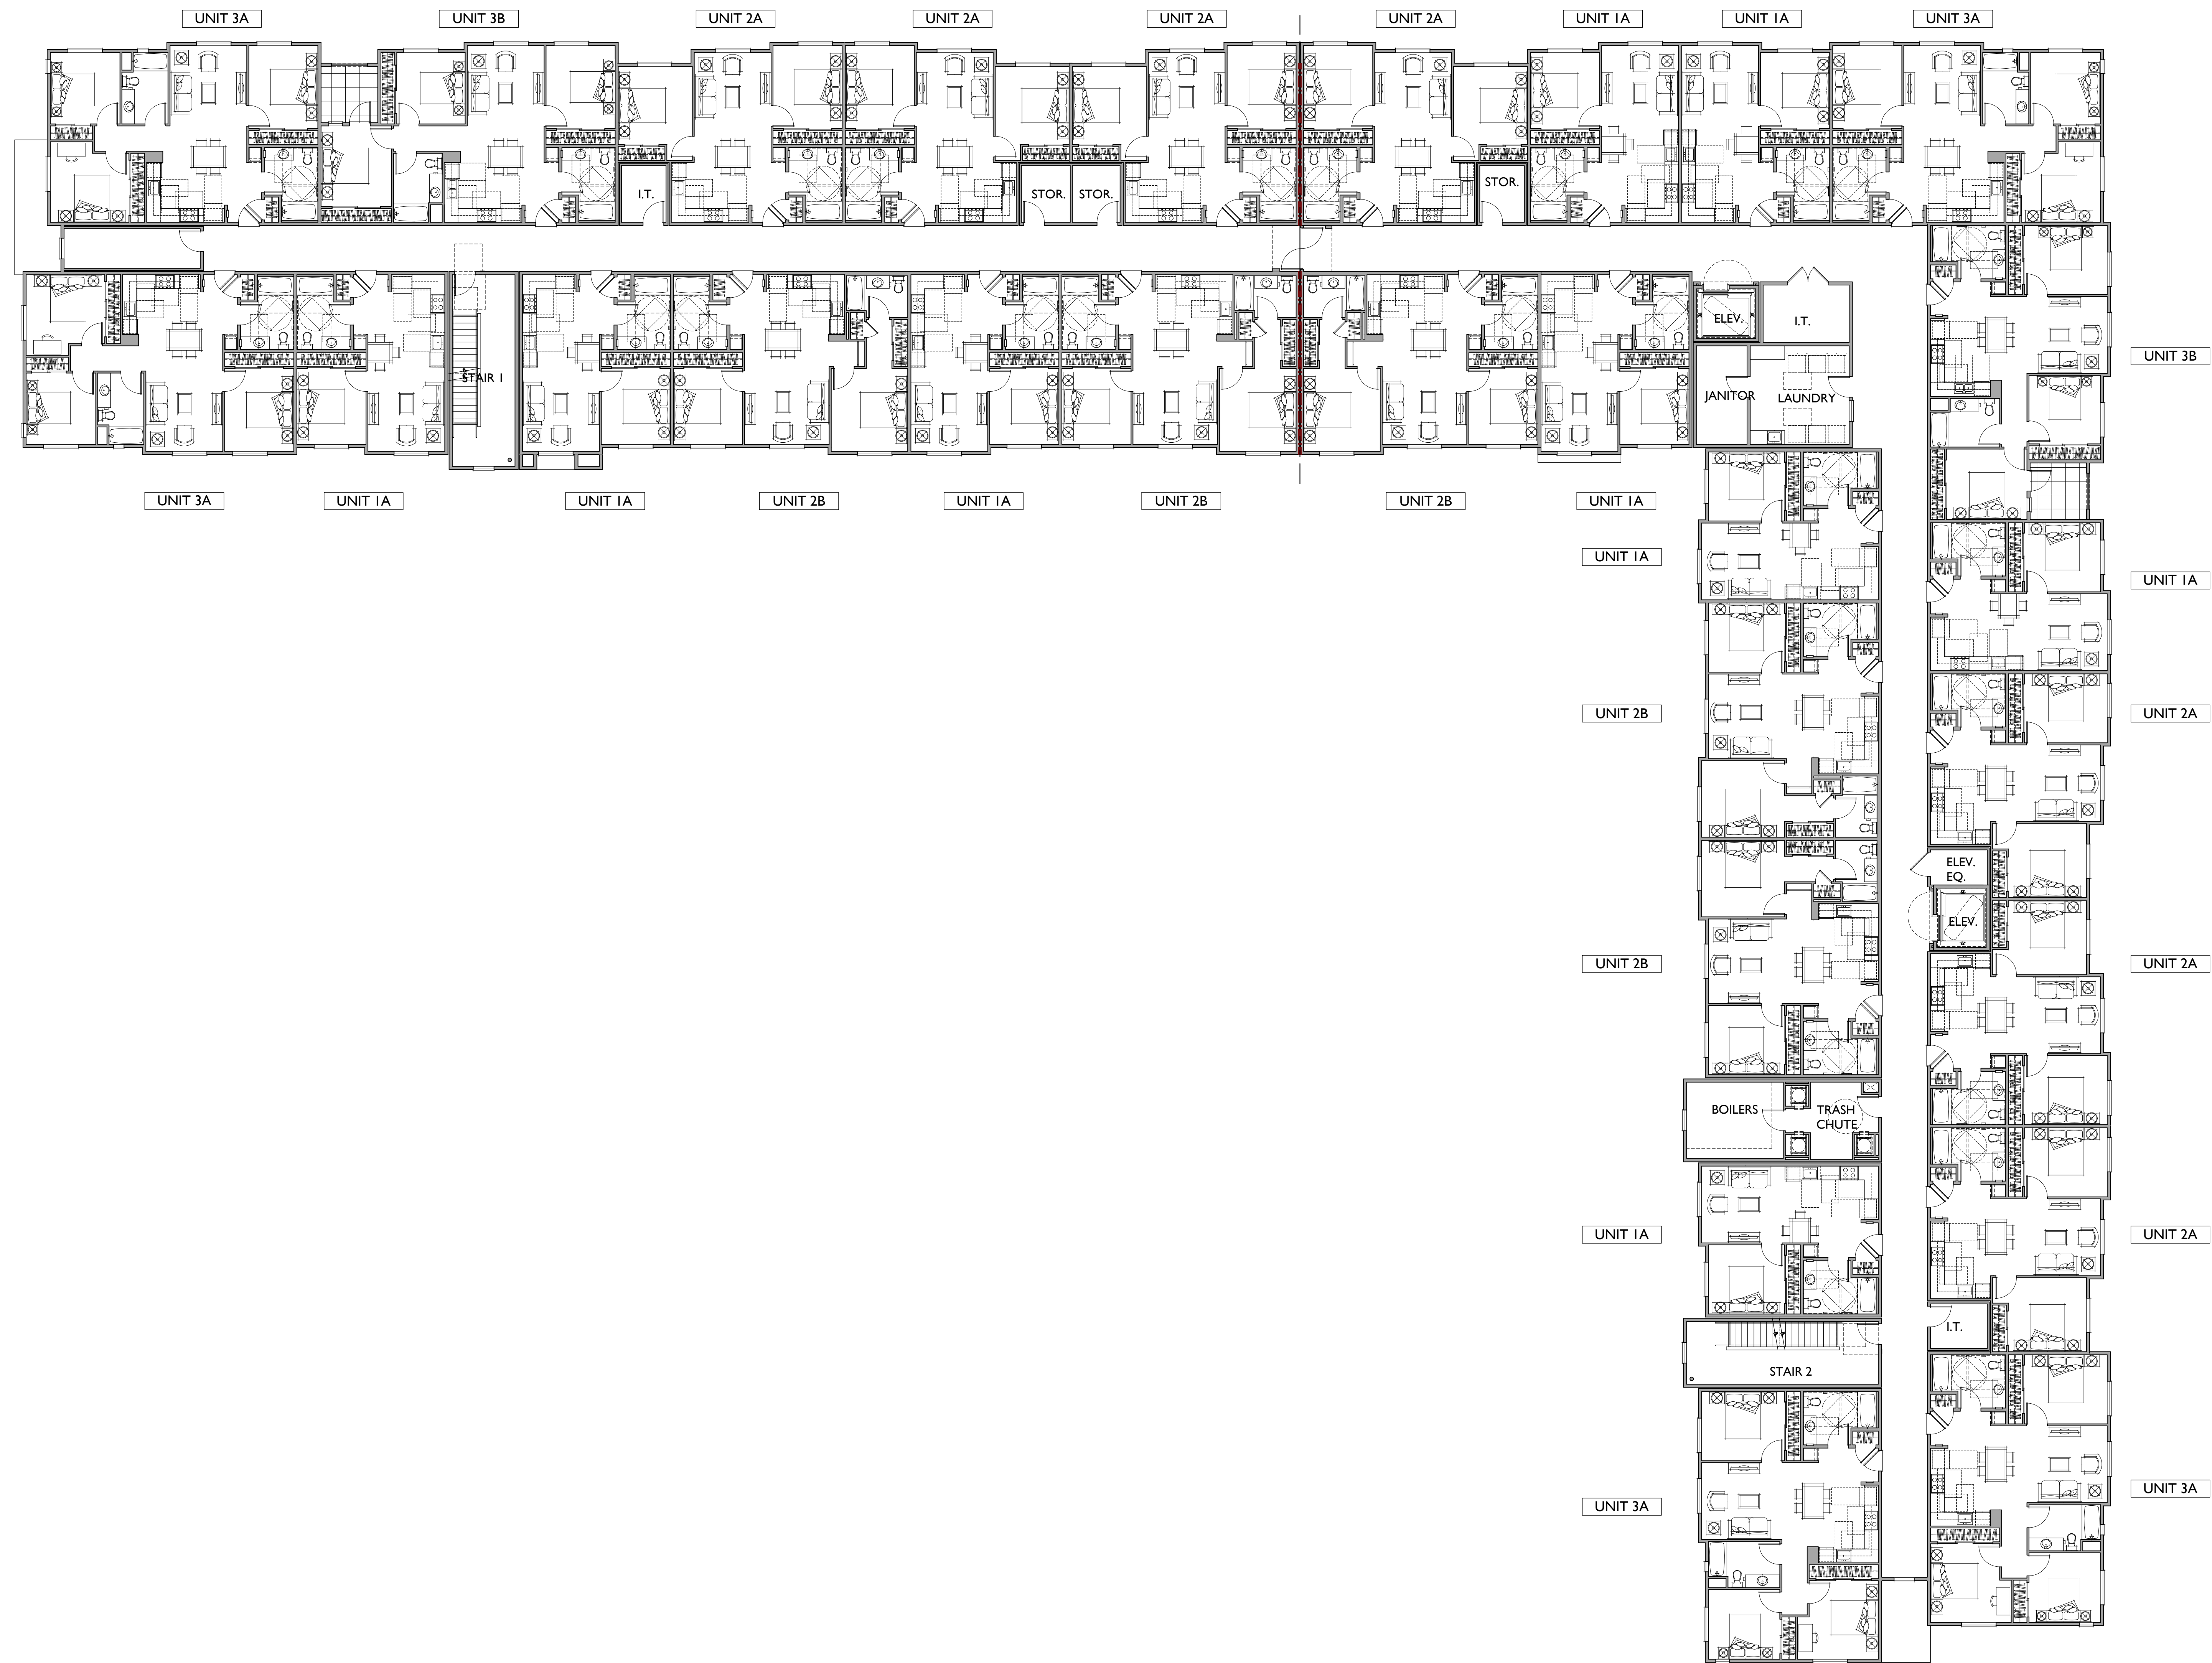 UNIT 3A
UNIT 3B
UNIT 2A
UNIT 2A
UNIT 2A
UNIT 2A
UNIT 1A
UNIT 1A
UNIT 3A
I.T.
STOR.
STOR.
STOR.
STAIR 1
ELEV.
I.T.
JANITOR
LAUNDRY
UNIT 3B
UNIT 3A
UNIT 1A
UNIT 1A
UNIT 2B
UNIT 1A
UNIT 2B
UNIT 2B
UNIT 1A
UNIT 1A
UNIT 1A
UNIT 2B
UNIT 2A
ELEV.
EQ.
ELEV.
UNIT 2B
UNIT 2A
BOILERS
TRASH
CHUTE
UNIT 1A
UNIT 2A
I.T.
STAIR 2
UNIT 3A
UNIT 3A